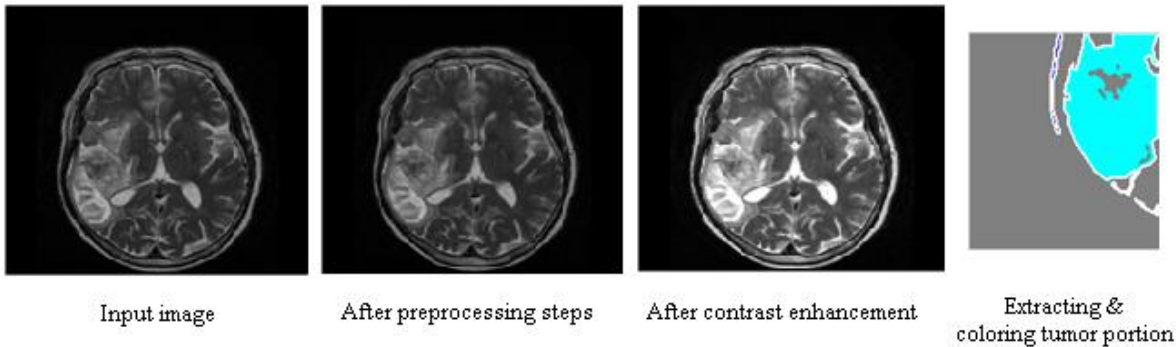 Input image
After preprocessing steps
After contrast enhancement
Extracting &
coloring tumor portion